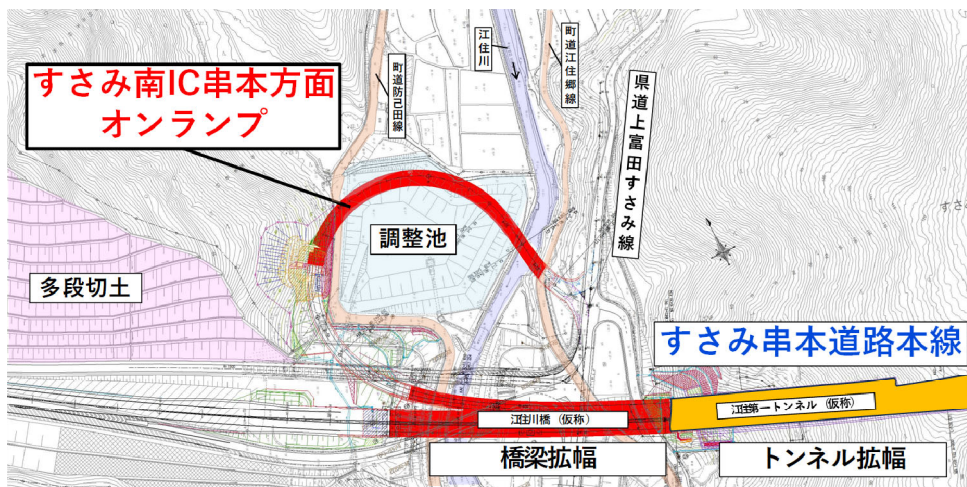 すさみ南IC串本方面
オンランプ
町道防己田線
江住川
町道江住郷線
県道上富田すさみ線
調整池
多段切土
すさみ串本道路本線
江住川橋（仮称）
江住第一トンネル（仮称）
橋梁拡幅
トンネル拡幅